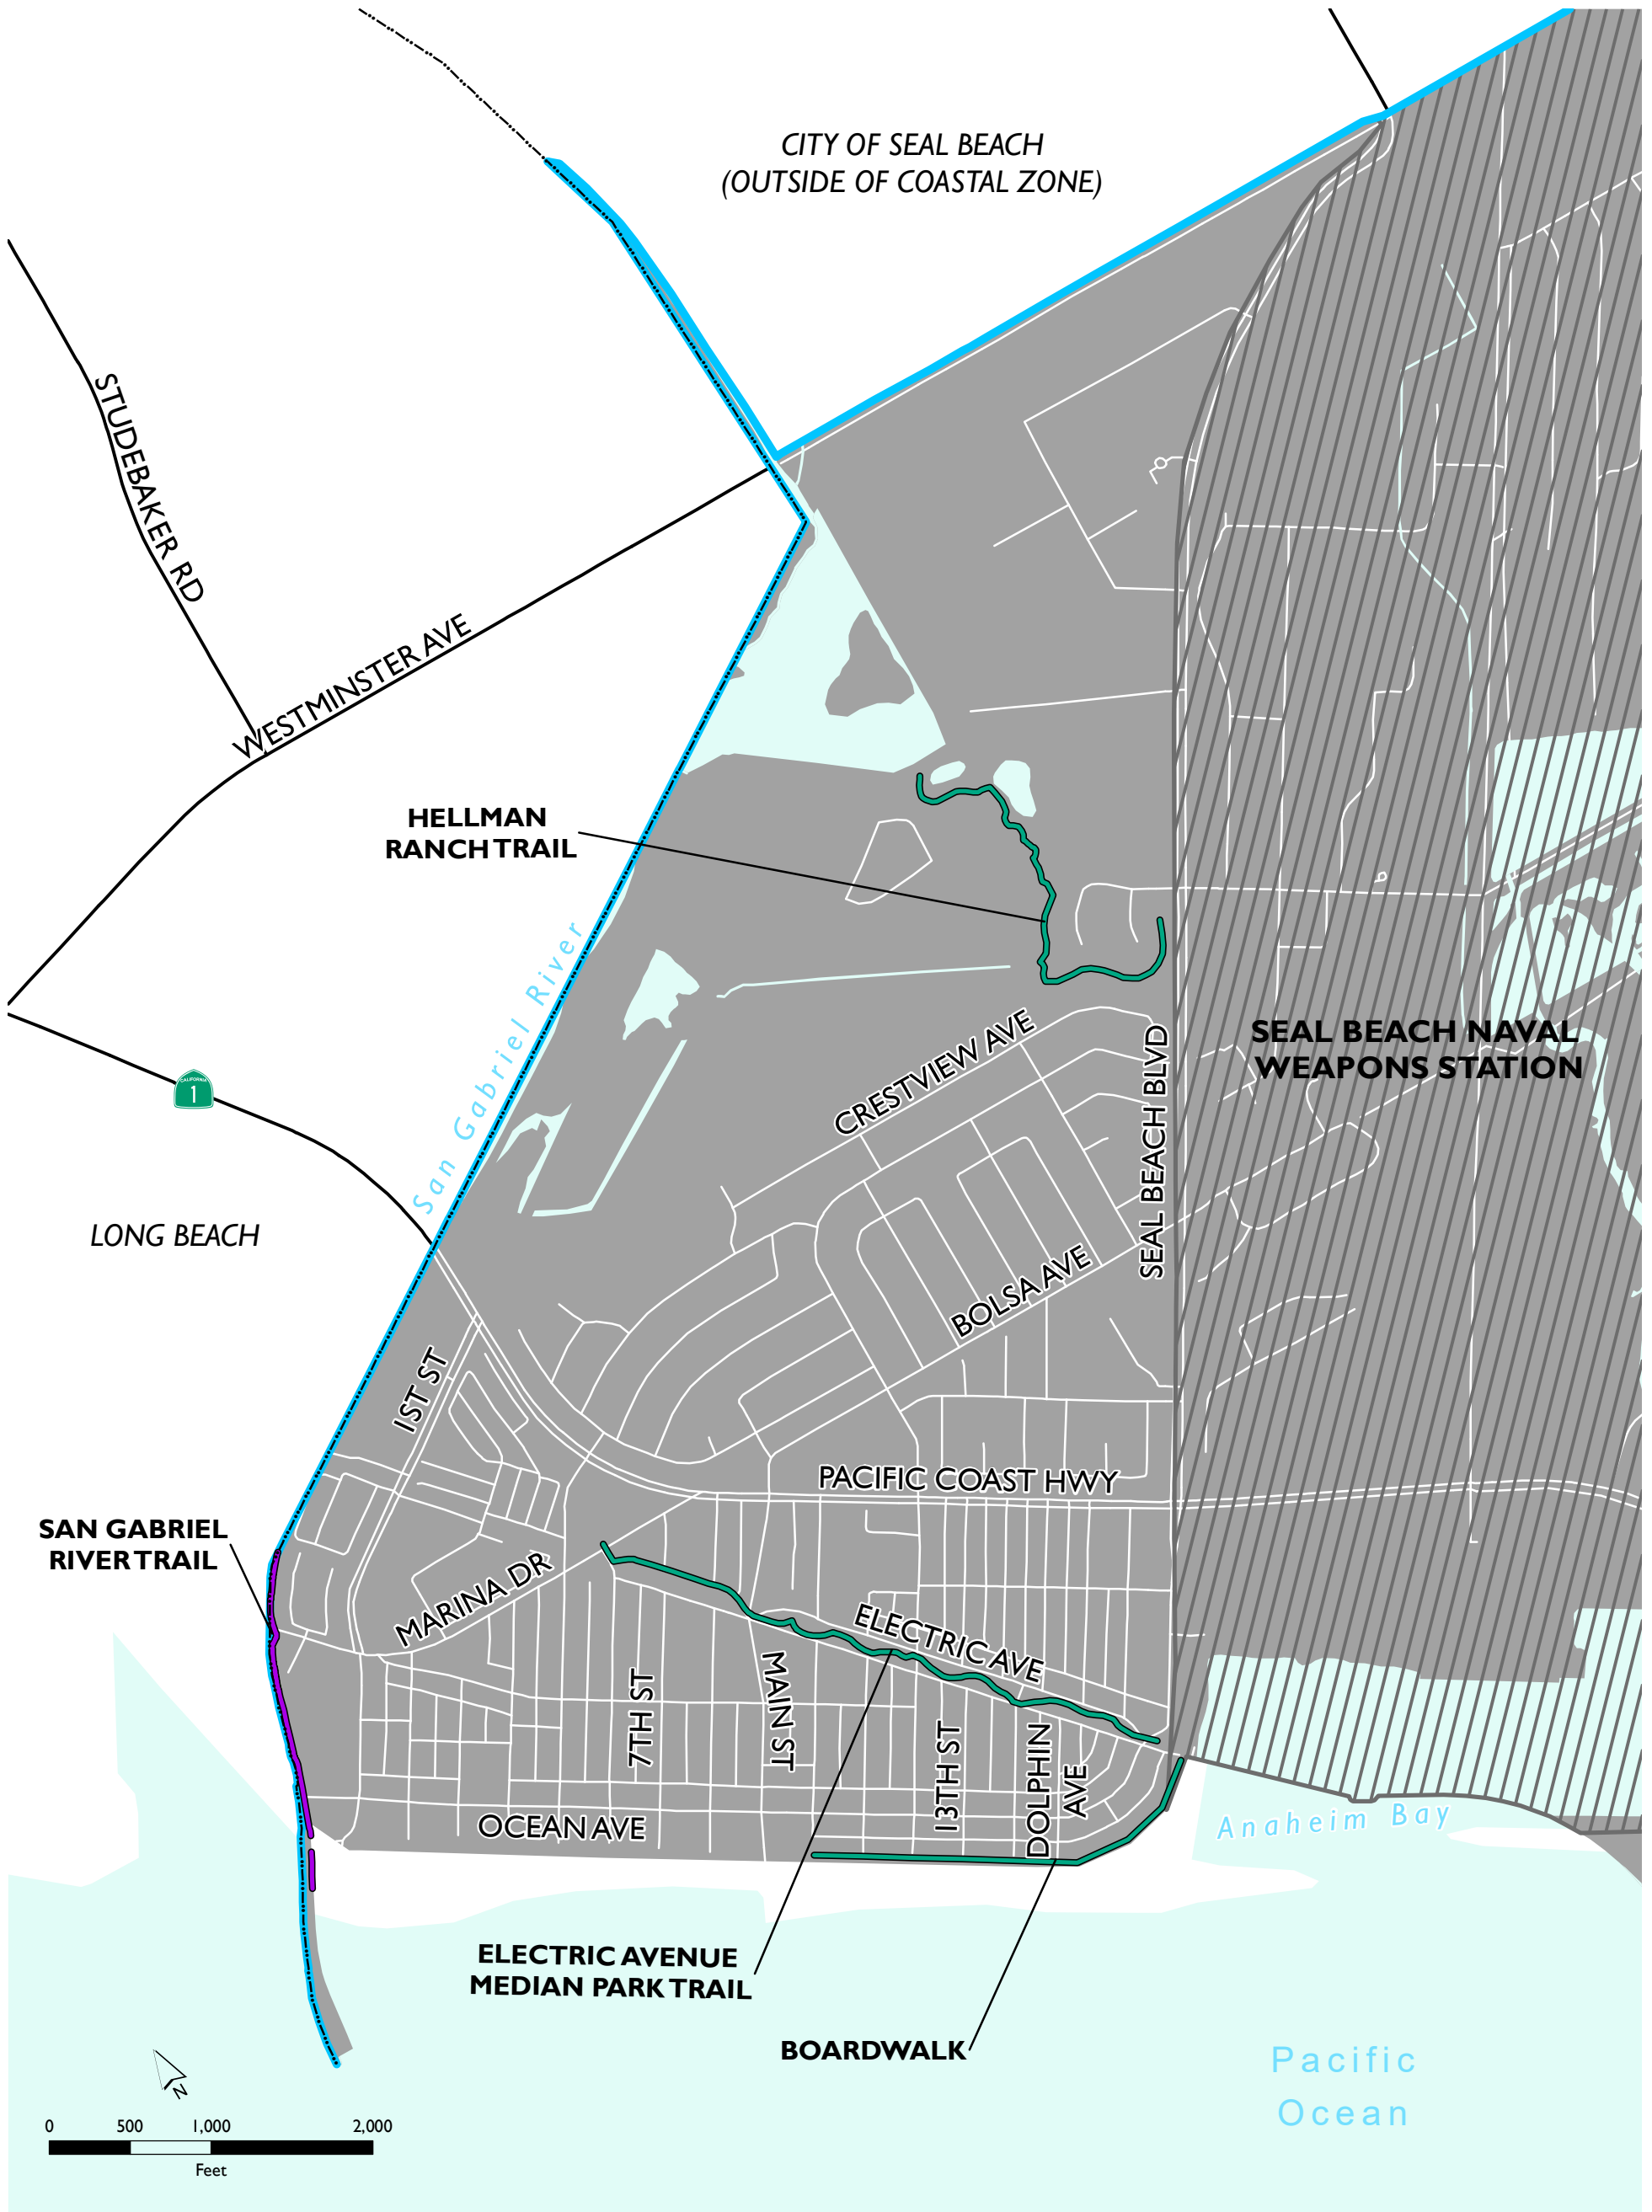 CITY OF SEAL BEACH
(OUTSIDE OF COASTAL ZONE)
STUDEBAKER RD
WESTMINSTER AVE
HELLMAN
RANCH TRAIL
San Gabriel River
CRESTVIEW AVE
SEAL BEACH BLVD
SEAL BEACH NAVAL
WEAPONS STATION
CALIFORNIA
1
LONG BEACH
BOLSA AVE
1ST ST
PACIFIC COAST HWY
SAN GABRIEL
RIVER TRAIL
MARINA DR
ELECTRIC AVE
7TH ST
MAIN ST
13TH ST
DOLPHIN
AVE
OCEAN AVE
Anaheim Bay
ELECTRIC AVENUE
MEDIAN PARK TRAIL
BOARDWALK
Pacific
Ocean
N
0 500 1,000 2,000
Feet